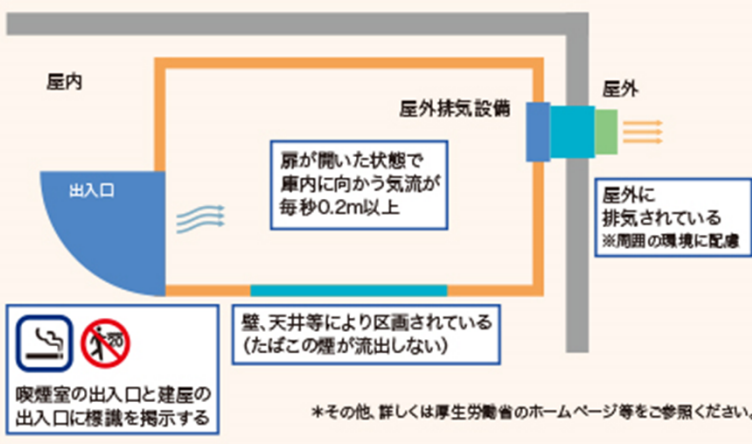 屋内
屋外
屋外排気設備
扉が開いた状態で
庫内に向かう気流が
毎秒0.2m以上
出入口
屋外に
排気されている
※周囲の環境に配慮
壁、天井等により区画されている
（たばこの煙が流出しない）
20
喫煙室の出入口と建屋の
出入口に標識を掲示する
＊その他、詳しくは厚生労働省のホームページ等をご参照ください。